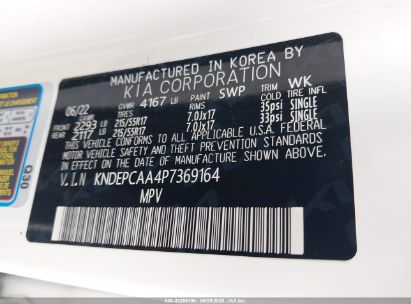 MANUFACTURED IN KOREA BY
KIA CORPORATION
06/22 GVWR 4167 LB PAINT SWP TRIM WK
GAWR TIRE RIMS COLD TIRE INFL
FRONT 2293 LB 215/55R17 7.0Jx17 35psi SINGLE
REAR 2117 LB 215/55R17 7.0Jx17 33psi SINGLE
THIS VEHICLE CONFORMS TO ALL APPLICABLE U.S.A. FEDERAL
MOTOR VEHICLE SAFETY AND THEFT PREVENTION STANDARDS IN
EFFECT ON THE DATE OF MANUFACTURE SHOWN ABOVE.
V.I.N KNDEPCAA4P7369164
MPV
Q30